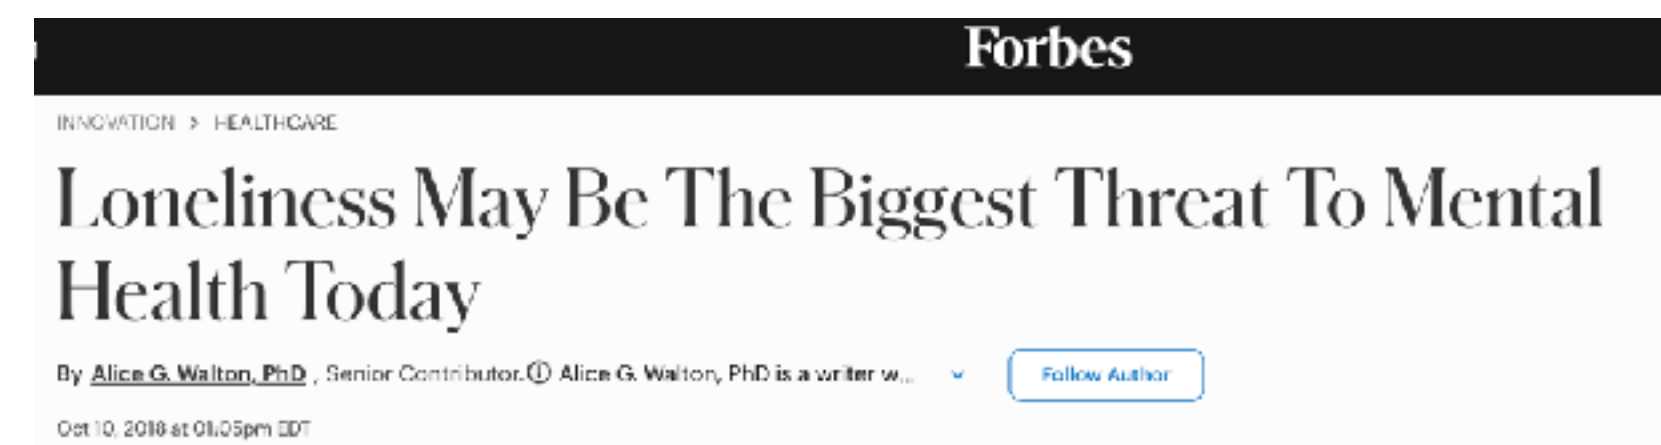 Forbes
INNOVATION > HEALTHCARE
Loneliness May Be The Biggest Threat To Mental
Health Today
By Alice G. Walton, PhD , Senior Contributor. ⓘ Alice G. Walton, PhD is a writer w... Follow Author
Oct 10, 2018 at 01:05pm EDT